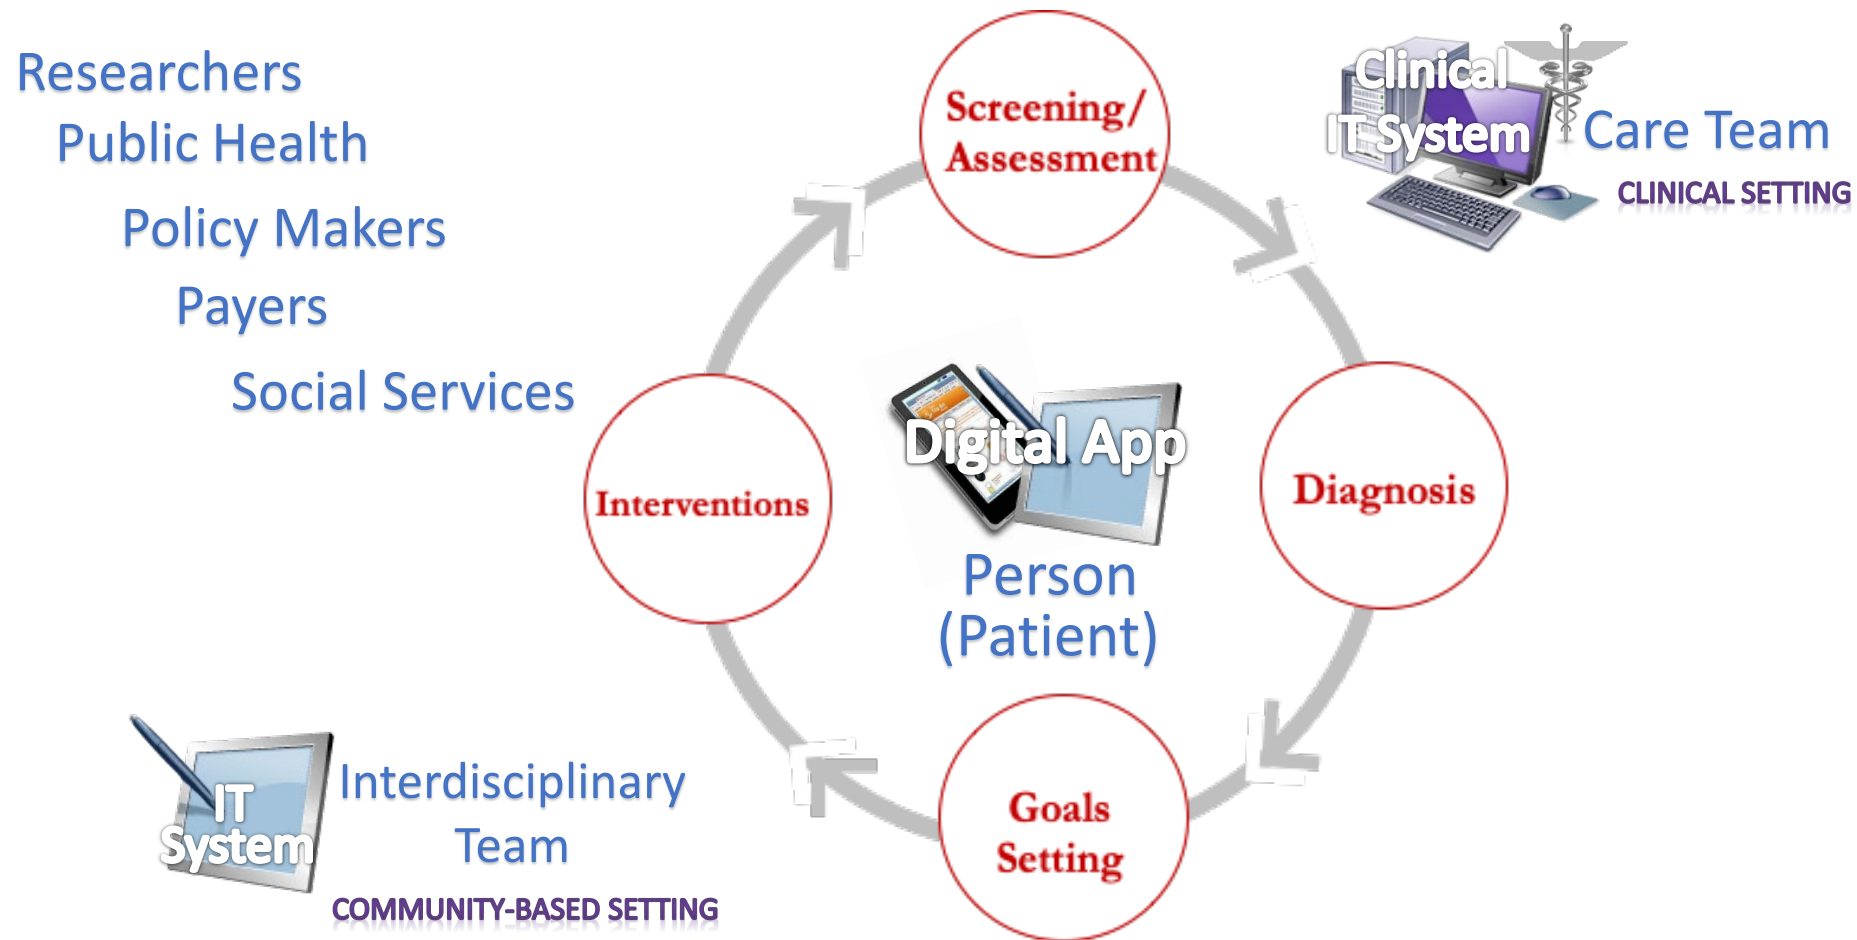 Researchers
Public Health
Policy Makers
Payers
Social Services
Screening/
Assessment
Clinical
IT System
Care Team
CLINICAL SETTING
Interventions
Digital App
Person
(Patient)
Diagnosis
Goals
Setting
IT
System
Interdisciplinary
Team
COMMUNITY-BASED SETTING